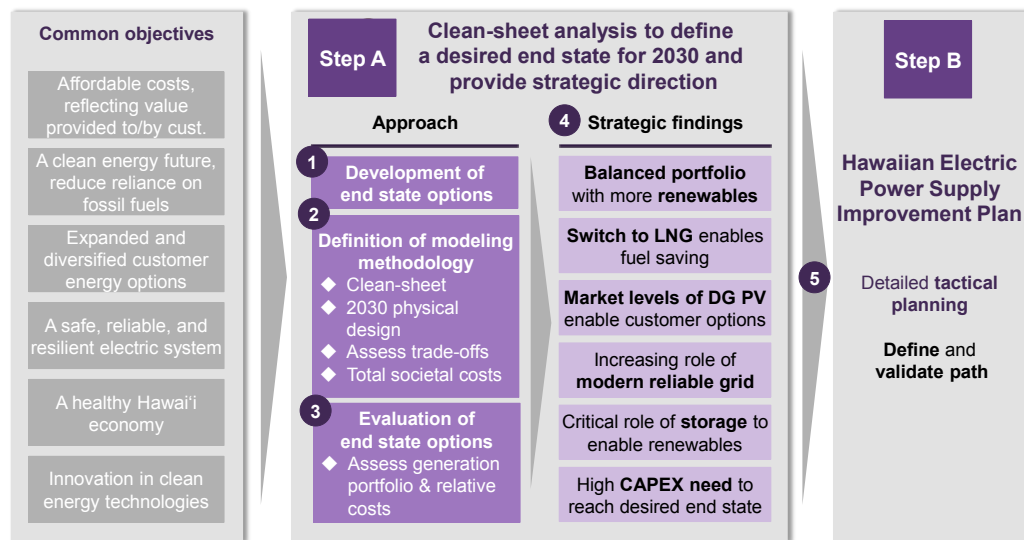 Common objectives
Affordable costs,
reflecting value
provided to/by cust.
A clean energy future,
reduce reliance on
fossil fuels
Expanded and
diversified customer
energy options
A safe, reliable, and
resilient electric system
A healthy Hawaiʻi
economy
Innovation in clean
energy technologies
Step A
Clean-sheet analysis to define
a desired end state for 2030 and
provide strategic direction
Approach
1
Development of
end state options
2
Definition of modeling
methodology
◆ Clean-sheet
◆ 2030 physical
design
◆ Assess trade-offs
◆ Total societal costs
3
Evaluation of
end state options
◆ Assess generation
portfolio & relative
costs
4
Strategic findings
Balanced portfolio
with more renewables
Switch to LNG enables
fuel saving
Market levels of DG PV
enable customer options
Increasing role of
modern reliable grid
Critical role of storage to
enable renewables
High CAPEX need to
reach desired end state
5
Step B
Hawaiian Electric
Power Supply
Improvement Plan
Detailed tactical
planning
Define and
validate path